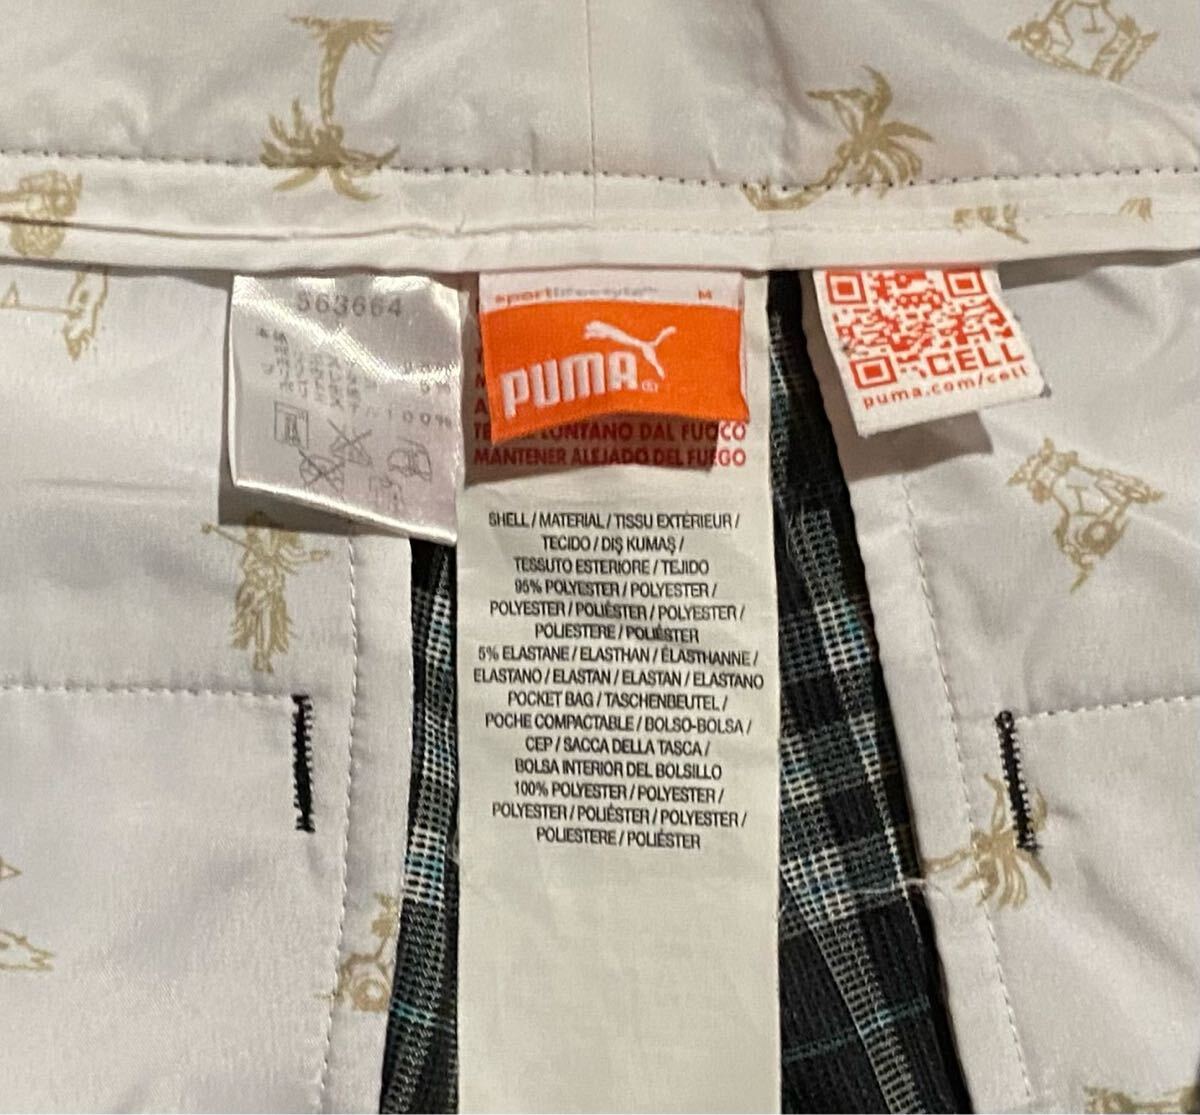 563664
100%
sportlifestyle M
PUMA
CELL
puma.com/cell
LONTANO DAL FUOCO
MANTENER ALEJADO DEL FUEGO
SHELL / MATERIAL / TISSU EXTÉRIEUR /
TECIDO / DIŞ KUMAŞ /
TESSUTO ESTERIORE / TEJIDO
95% POLYESTER / POLYESTER /
POLYESTER / POLIÉSTER / POLYESTER /
POLIESTERE / POLIÉSTER
5% ELASTANE / ELASTHAN / ÉLASTHANNE /
ELASTANO / ELASTAN / ELASTAN / ELASTANO
POCKET BAG / TASCHENBEUTEL /
POCHE COMPACTABLE / BOLSO-BOLSA /
CEP / SACCA DELLA TASCA /
BOLSA INTERIOR DEL BOLSILLO
100% POLYESTER / POLYESTER /
POLYESTER / POLIÉSTER / POLYESTER /
POLIESTERE / POLIÉSTER